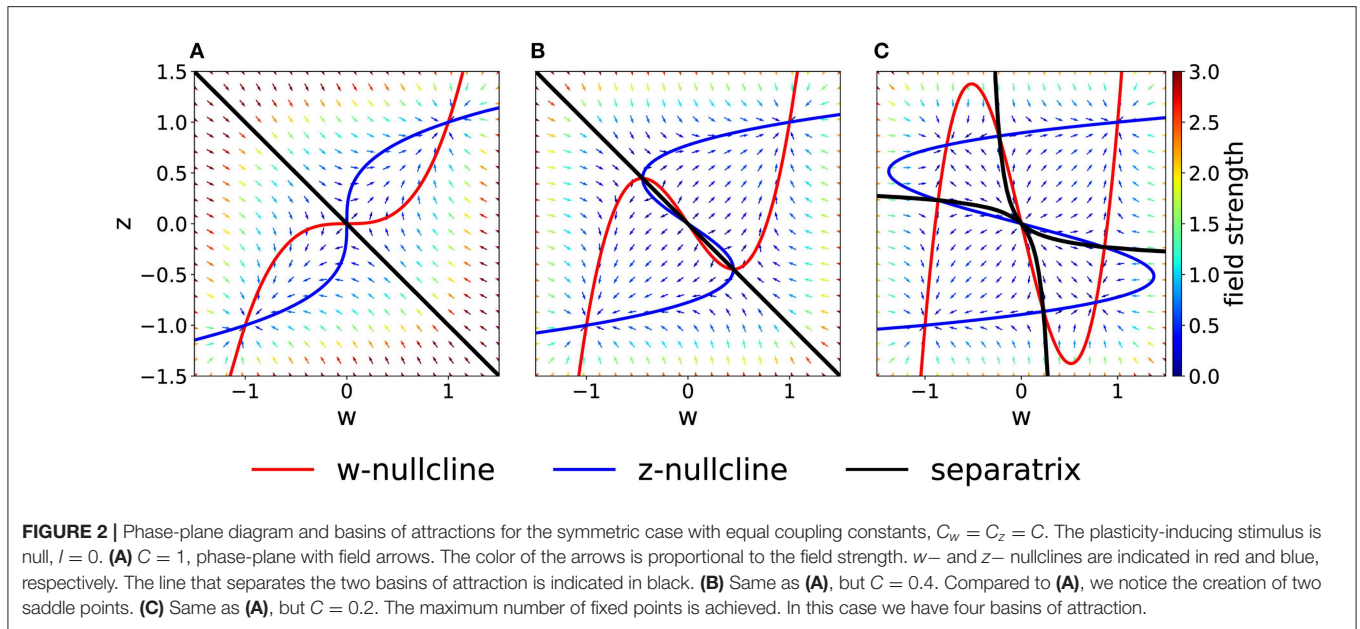 A
B
C
1.5
1.0
0.5
0.0
−0.5
−1.0
−1.5
z
−1 0 1
−1 0 1
−1 0 1
w
w
w
3.0
2.5
2.0
1.5
1.0
0.5
0.0
field strength
w-nullcline z-nullcline separatrix
FIGURE 2 | Phase-plane diagram and basins of attractions for the symmetric case with equal coupling constants, Cw = Cz = C. The plasticity-inducing stimulus is
null, I = 0. (A) C = 1, phase-plane with field arrows. The color of the arrows is proportional to the field strength. w− and z− nullclines are indicated in red and blue,
respectively. The line that separates the two basins of attraction is indicated in black. (B) Same as (A), but C = 0.4. Compared to (A), we notice the creation of two
saddle points. (C) Same as (A), but C = 0.2. The maximum number of fixed points is achieved. In this case we have four basins of attraction.